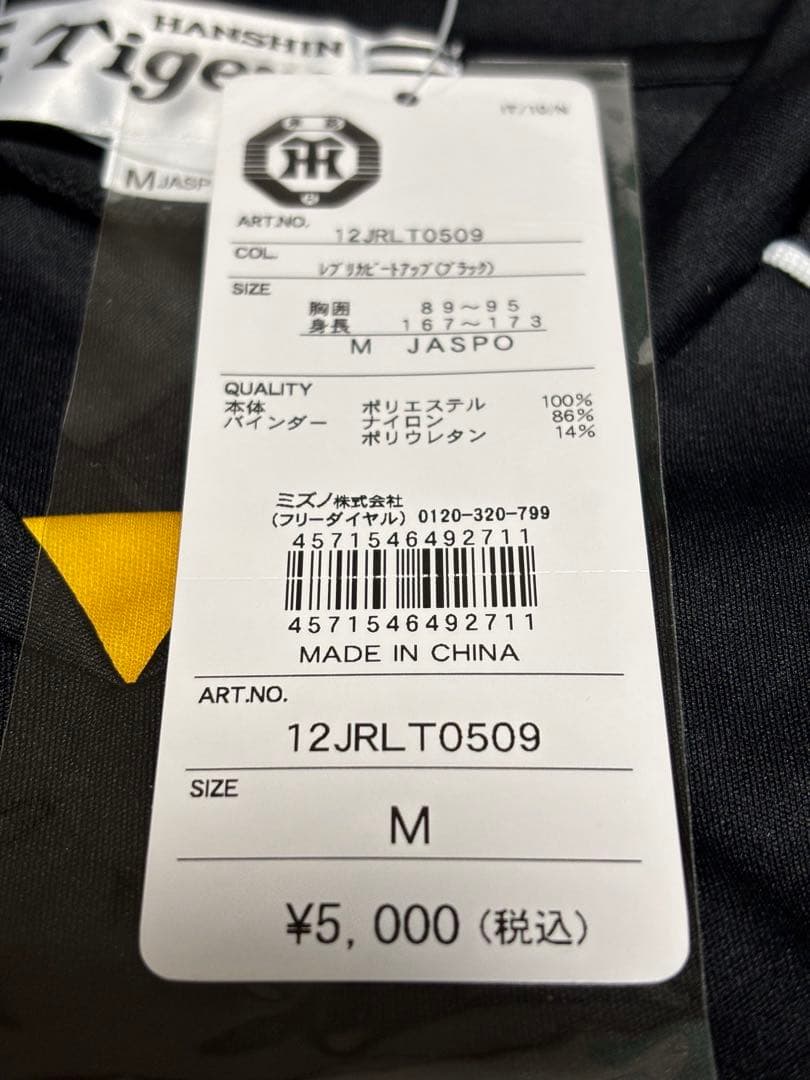 HANSHIN
Tigers
M JASP
ART.NO.
12JRLT0509
COL.
ﾚﾌﾟﾘｶﾋﾞｰﾄｱｯﾌﾟ(ﾌﾞﾗｯｸ)
SIZE
胸囲 89～95
身長 167～173
M JASPO
QUALITY
本体 ポリエステル 100%
バインダー ナイロン 86%
ポリウレタン 14%
ミズノ株式会社
(フリーダイヤル) 0120-320-799
4571546492711
4571546492711
MADE IN CHINA
ART.NO.
12JRLT0509
SIZE
M
¥5,000 (税込)